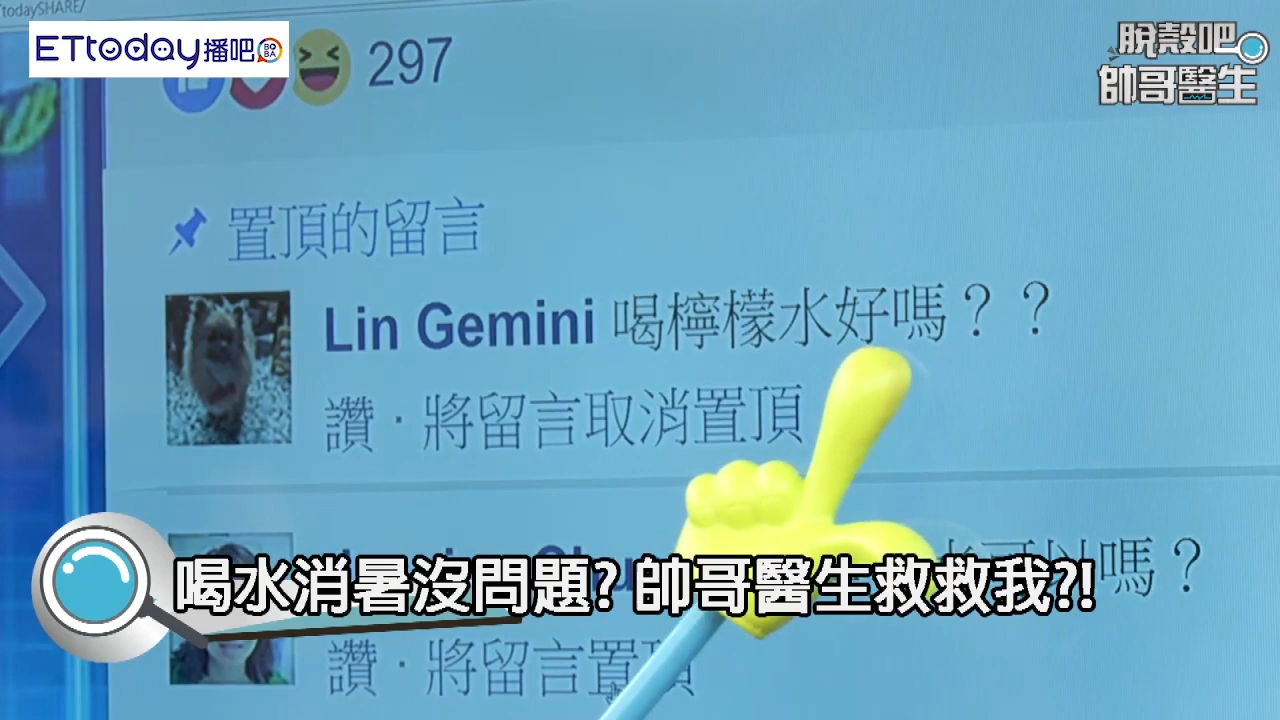 todaySHARE/
ETtoday播吧
BOBA
脫殼吧
帥哥醫生
297
置頂的留言
Lin Gemini 喝檸檬水好嗎？？
讚・將留言取消置頂
嗎？
喝水消暑沒問題? 帥哥醫生救救我?!
讚・將留言置頂